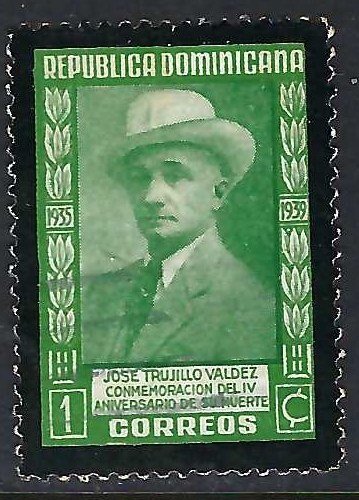 REPUBLICA DOMINICANA
1935
1939
JOSE TRUJILLO VALDEZ
CONMEMORACION DEL IV
ANIVERSARIO DE SU MUERTE
1 ¢
CORREOS